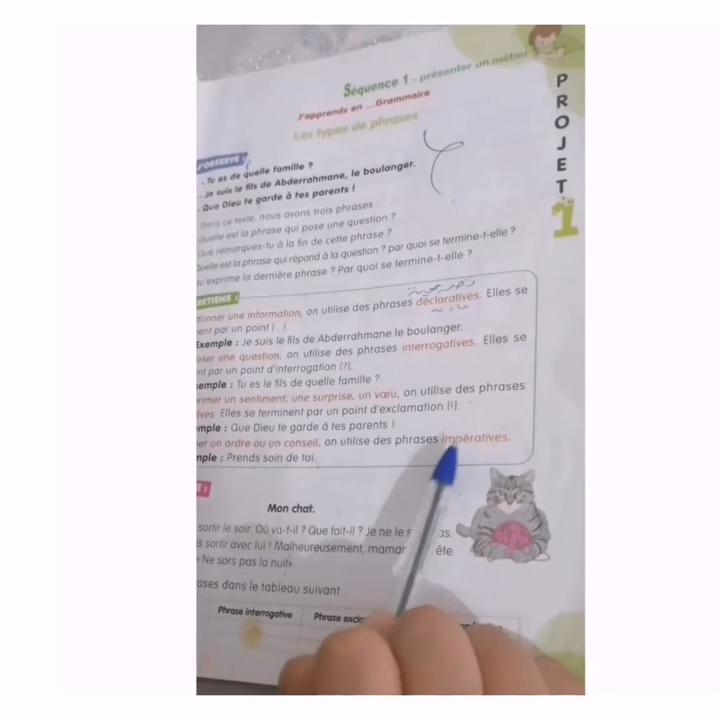 Séquence 1 - présenter un métier
J'apprends en ...Grammaire
Les types de phrases
PROJET
1
J'OBSERVE :
- Tu es de quelle famille ?
- Je suis le fils de Abderrahmane, le boulanger.
- Que Dieu te garde à tes parents !
Dans ce texte, nous avons trois phrases
Quelle est la phrase qui pose une question ?
Que remarques-tu à la fin de cette phrase ?
Quelle est la phrase qui répond à la question ? par quoi se termine-t-elle ?
exprime la dernière phrase ? Par quoi se termine-t-elle ?
RETIENS :
donner une information, on utilise des phrases déclaratives. Elles se
par un point ( . ).
Exemple : Je suis le fils de Abderrahmane le boulanger.
une question, on utilise des phrases interrogatives. Elles se
par un point d'interrogation (?).
: Tu es le fils de quelle famille ?
un sentiment, une surprise, un vœu, on utilise des phrases
Elles se terminent par un point d'exclamation (!).
: Que Dieu te garde à tes parents !
un ordre ou un conseil, on utilise des phrases impératives.
: Prends soin de toi.
Mon chat.
sortir le soir. Où va-t-il ? Que fait-il ? Je ne le
sortir avec lui ! Malheureusement,
« Ne sors pas la nuit».
dans le tableau suivant
Phrase interrogative
Phrase